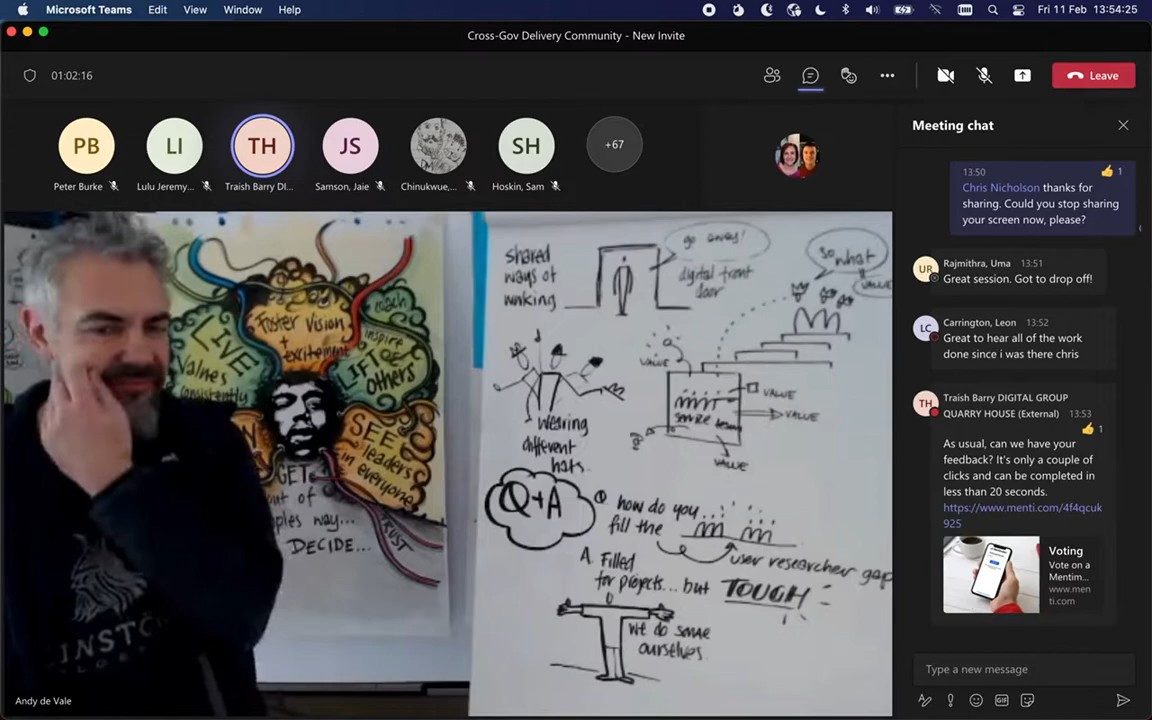 Microsoft Teams Edit View Window Help
Fri 11 Feb 13:54:25
Cross-Gov Delivery Community - New Invite
01:02:16
Leave
PB
LI
TH
JS
SH
+67
Peter Burke
Lulu Jeremy,...
Traish Barry DI...
Samson, Jaie
Chinukwue,...
Hoskin, Sam
Meeting chat
13:50
1
Chris Nicholson thanks for
sharing. Could you stop sharing
your screen now, please?
UR
Rajmithra, Uma 13:51
Great session. Got to drop off!
LC
Carrington, Leon 13:52
Great to hear all of the work
done since i was there chris
TH
Traish Barry DIGITAL GROUP
QUARRY HOUSE (External) 13:53
1
As usual, can we have your
feedback? It's only a couple of
clicks and can be completed in
less than 20 seconds.
https://www.menti.com/4f4qcuk
925
Voting
Vote on a
Mentim...
www.men
ti.com
Type a new message
Foster Vision
+ excitement
LIVE
Values
consistently
inspire
others
SEE
leaders
in everyone
GET
out of
way...
DECIDE...
TRUST
shared
ways of
working
go away!
digital front
door
so what
VALUE
VALUE
VALUE
VALUE
VALUE
service team
wearing
different
hats.
Q+A
Q how do you
fill the
user researcher gap
A. Filled
for projects... but TOUGH
we do some
ourselves
Andy de Vale